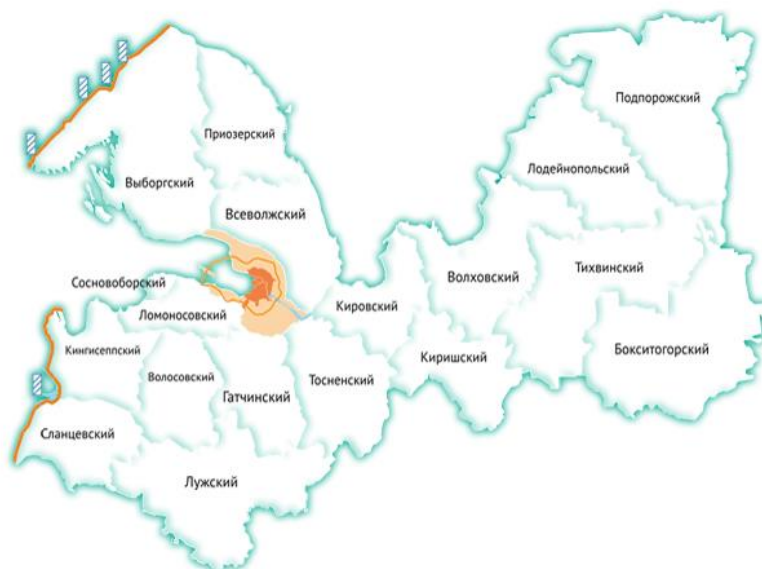 Подпорожский
Приозерский
Лодейнопольский
Выборгский
Всеволжский
Тихвинский
Волховский
Сосновоборский
Кировский
Ломоносовский
Кингисеппский
Бокситогорский
Киришский
Волосовский
Тосненский
Гатчинский
Сланцевский
Лужский